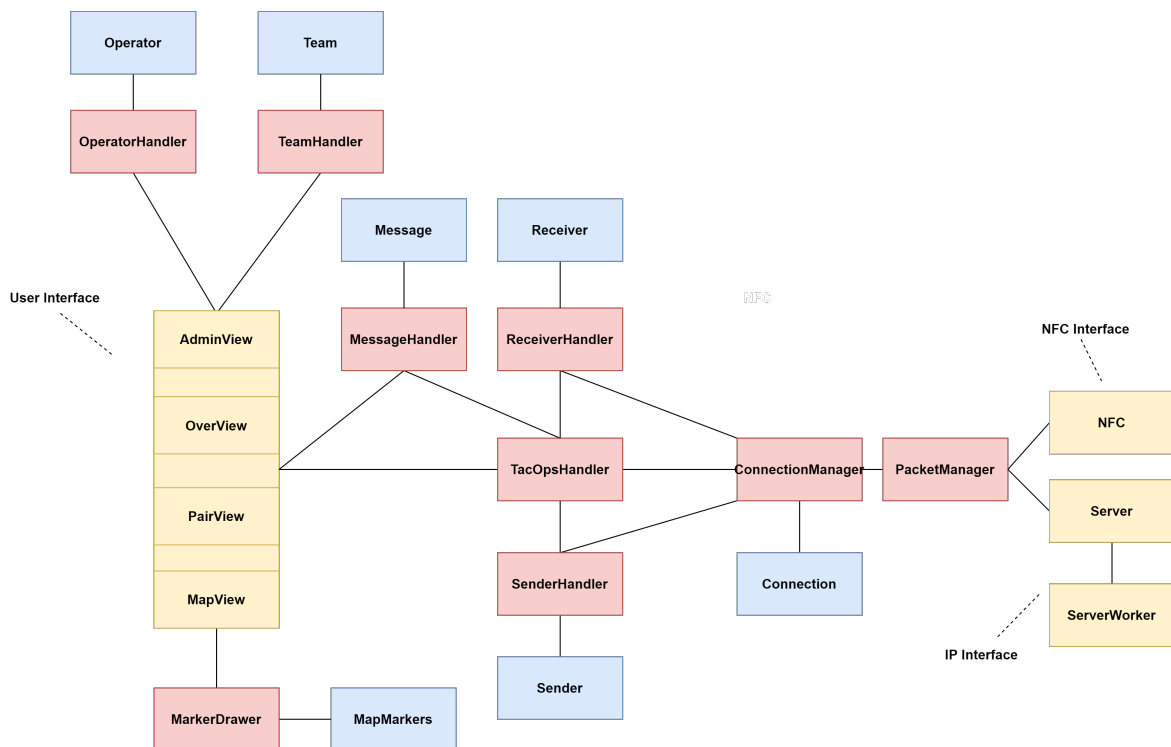 Operator
Team
OperatorHandler
TeamHandler
Message
Receiver
User Interface
NFC
AdminView
MessageHandler
ReceiverHandler
NFC Interface
OverView
NFC
TacOpsHandler
ConnectionManager
PacketManager
PairView
Server
MapView
SenderHandler
Connection
ServerWorker
IP Interface
Sender
MarkerDrawer
MapMarkers